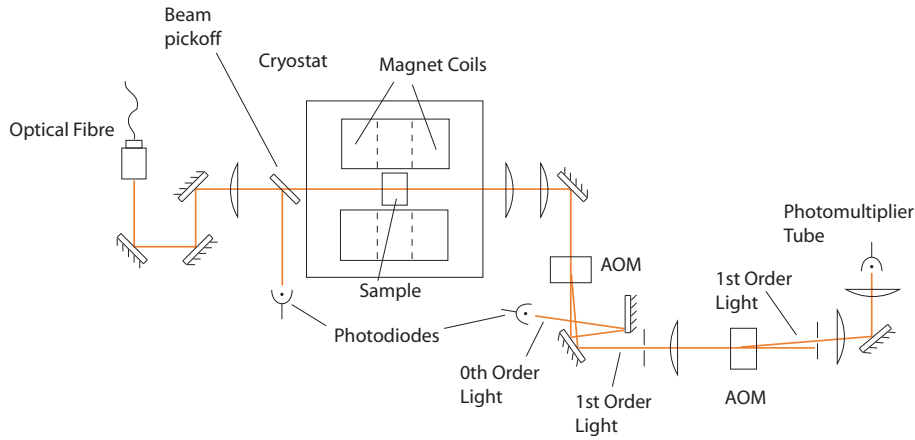 Beam
pickoff
Cryostat
Magnet Coils
Optical Fibre
Sample
Photodiodes
AOM
0th Order
Light
1st Order
Light
Photomultiplier
Tube
1st Order
Light
AOM